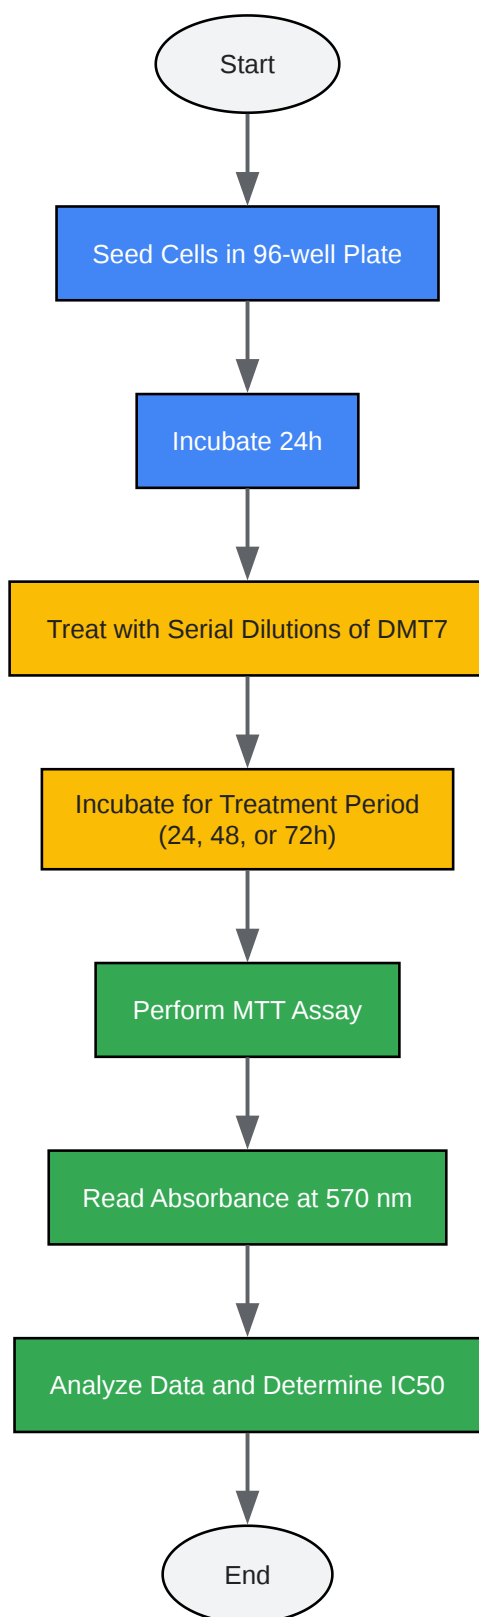 Start
Seed Cells in 96-well Plate
Incubate 24h
Treat with Serial Dilutions of DMT7
Incubate for Treatment Period
(24, 48, or 72h)
Perform MTT Assay
Read Absorbance at 570 nm
Analyze Data and Determine IC50
End